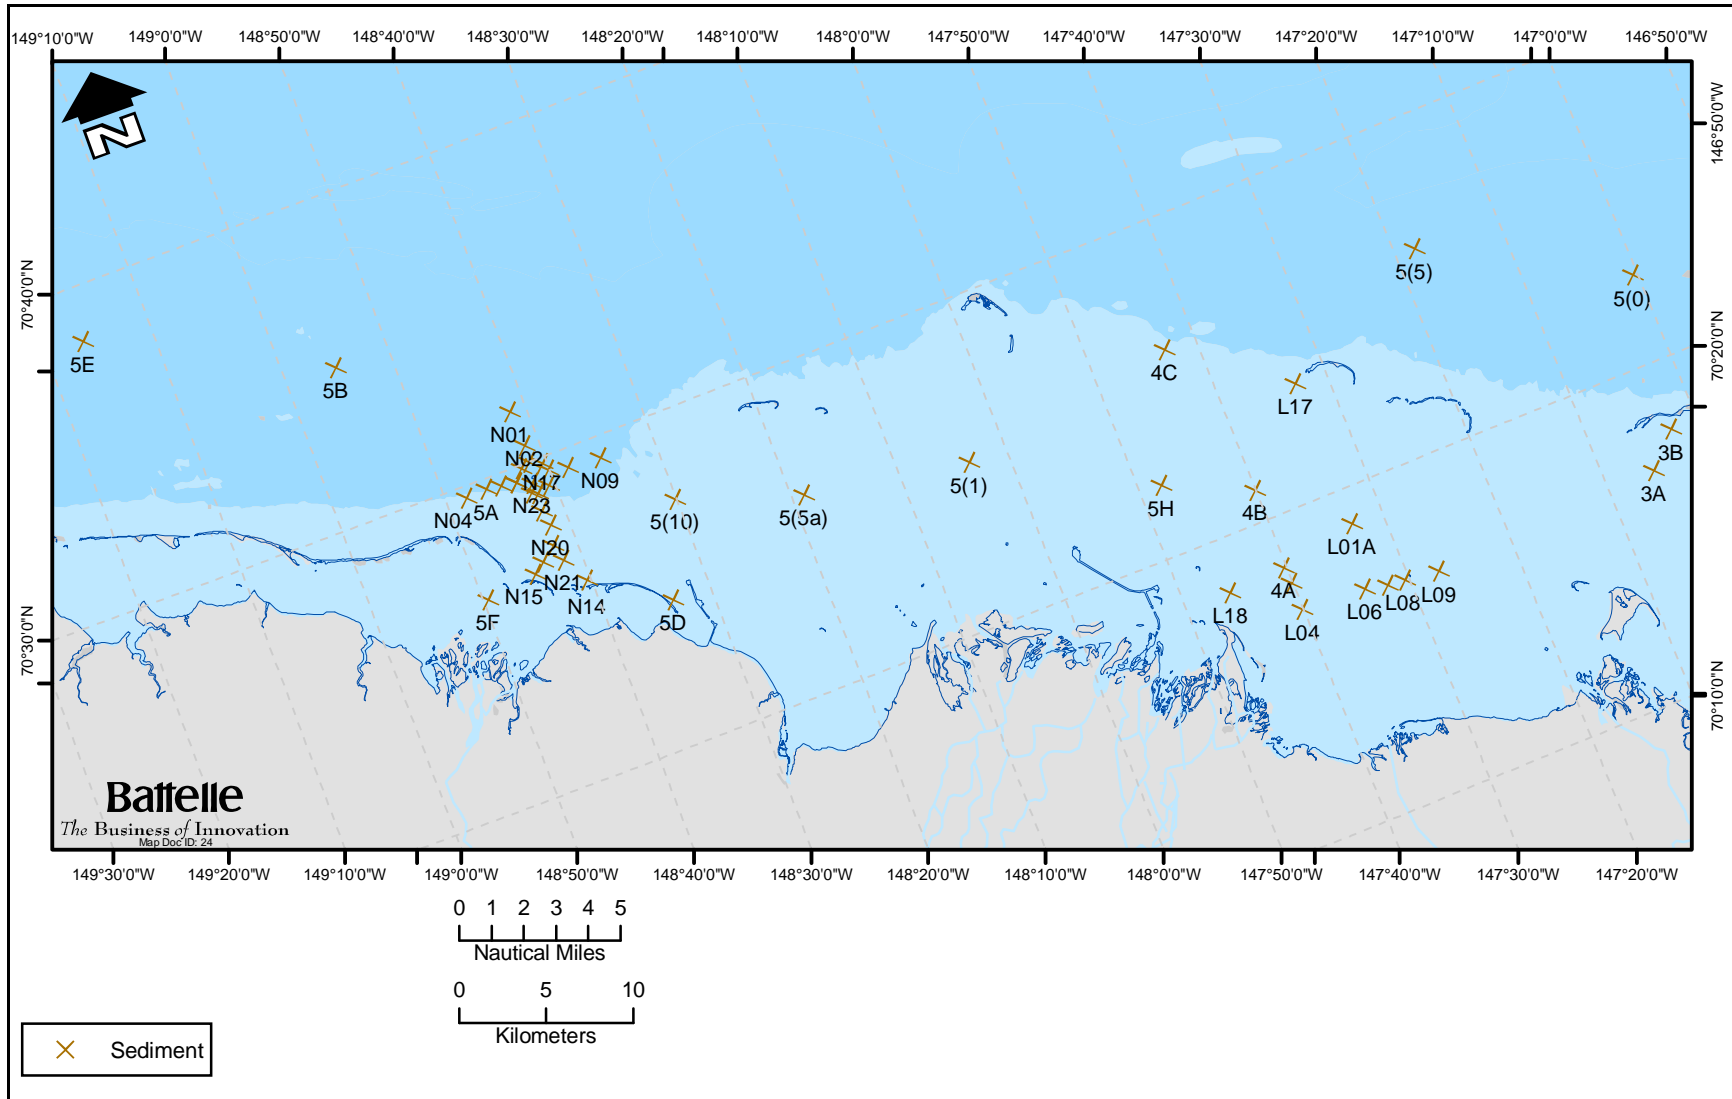 149°10'0"W 149°0'0"W 148°50'0"W 148°40'0"W 148°30'0"W 148°20'0"W 148°10'0"W 148°0'0"W 147°50'0"W 147°40'0"W 147°30'0"W 147°20'0"W 147°10'0"W 147°0'0"W 146°50'0"W
146°50'0"W
N
5(5)
5(0)
70°40'0"N
70°20'0"N
5E
5B
4C
L17
N01
N02
N17
N09
N23
N04
5A
5(10)
5(5a)
5(1)
5H
4B
3B
3A
L01A
N20
N21
N15
N14
5F
5D
4A
L18
L04
L06
L08
L09
70°30'0"N
70°10'0"N
Battelle
The Business of Innovation
Map Doc ID: 24
149°30'0"W 149°20'0"W 149°10'0"W 149°0'0"W 148°50'0"W 148°40'0"W 148°30'0"W 148°20'0"W 148°10'0"W 148°0'0"W 147°50'0"W 147°40'0"W 147°30'0"W 147°20'0"W
0 1 2 3 4 5
Nautical Miles
0 5 10
Kilometers
Sediment